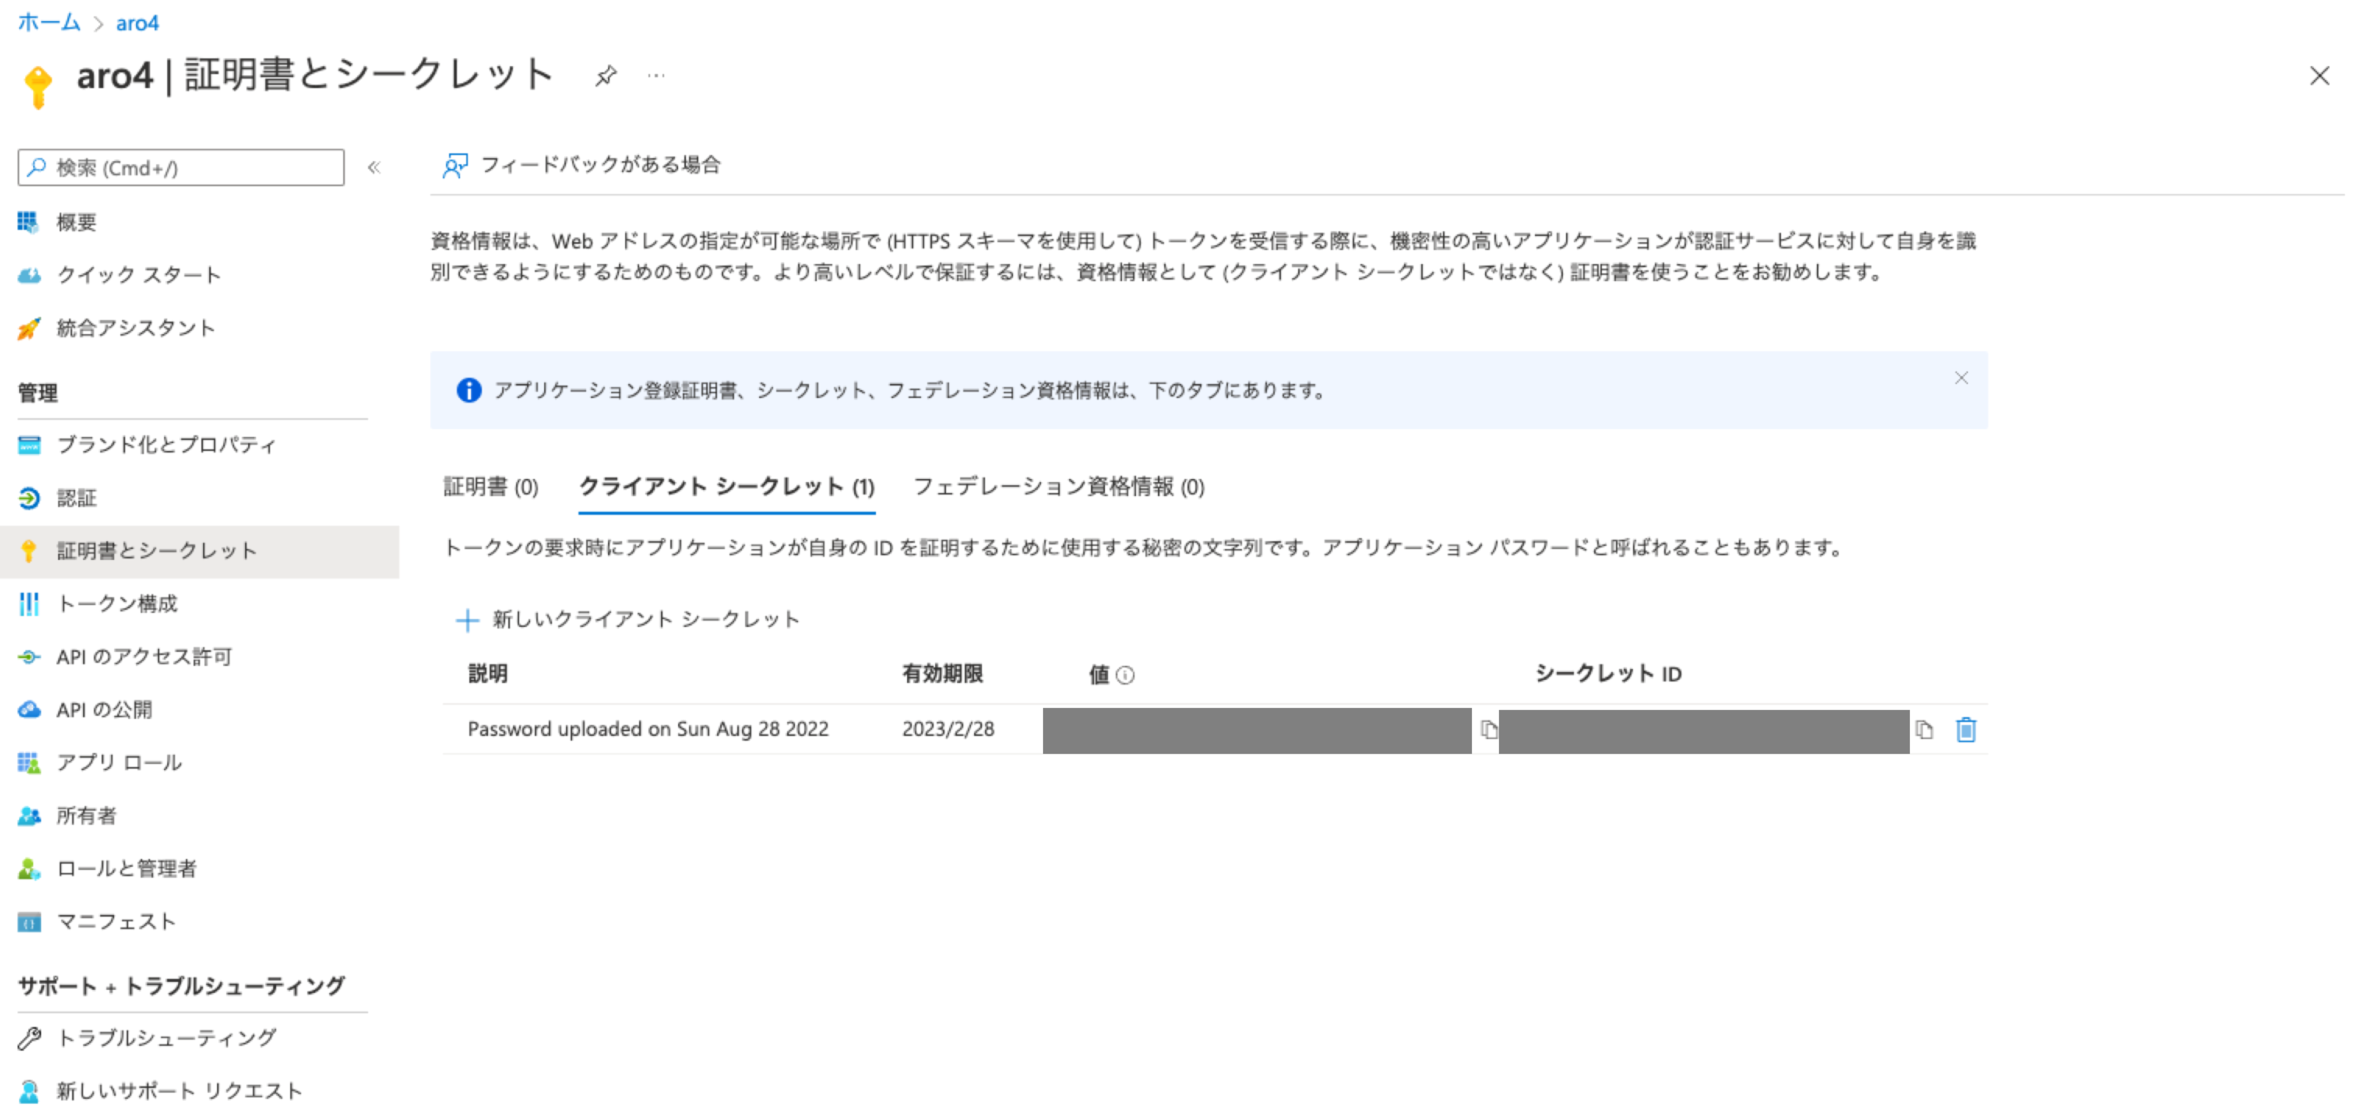 ホーム > aro4
aro4 | 証明書とシークレット ...
検索 (Cmd+/) «
概要
クイック スタート
統合アシスタント
管理
ブランド化とプロパティ
認証
証明書とシークレット
トークン構成
API のアクセス許可
API の公開
アプリ ロール
所有者
ロールと管理者
マニフェスト
サポート + トラブルシューティング
トラブルシューティング
新しいサポート リクエスト
フィードバックがある場合
資格情報は、Web アドレスの指定が可能な場所で (HTTPS スキーマを使用して) トークンを受信する際に、機密性の高いアプリケーションが認証サービスに対して自身を識
別できるようにするためのものです。より高いレベルで保証するには、資格情報として (クライアント シークレットではなく) 証明書を使うことをお勧めします。
アプリケーション登録証明書、シークレット、フェデレーション資格情報は、下のタブにあります。
証明書 (0) クライアント シークレット (1) フェデレーション資格情報 (0)
トークンの要求時にアプリケーションが自身の ID を証明するために使用する秘密の文字列です。アプリケーション パスワードと呼ばれることもあります。
新しいクライアント シークレット
説明 有効期限 値 シークレット ID
Password uploaded on Sun Aug 28 2022 2023/2/28